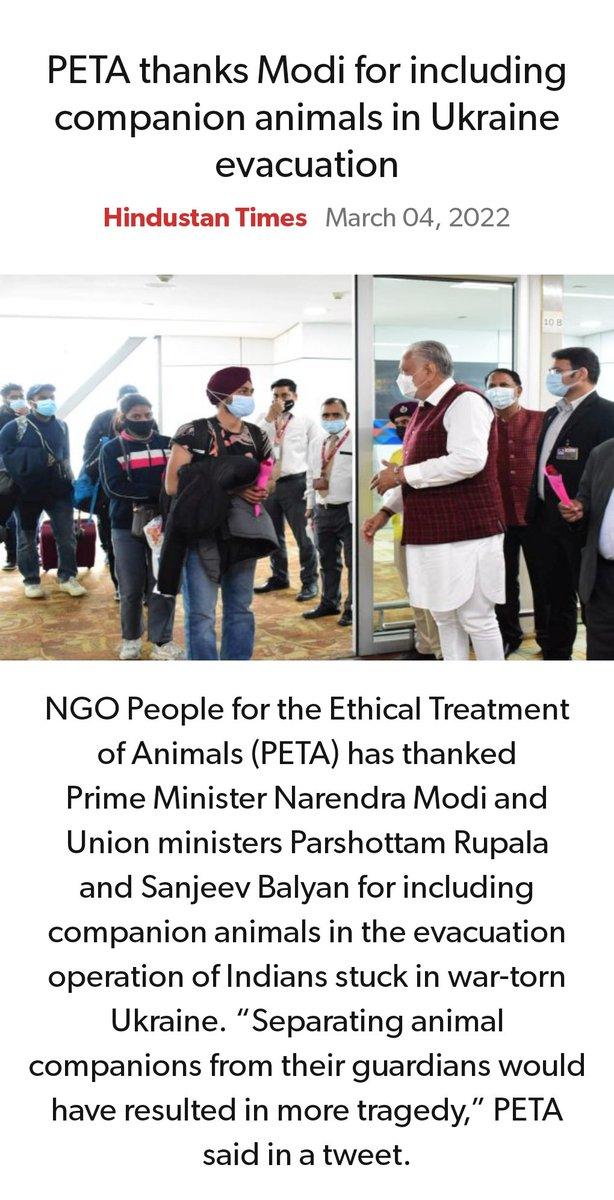 PETA thanks Modi for including
companion animals in Ukraine
evacuation
Hindustan Times March 04, 2022
10 B
NGO People for the Ethical Treatment
of Animals (PETA) has thanked
Prime Minister Narendra Modi and
Union ministers Parshottam Rupala
and Sanjeev Balyan for including
companion animals in the evacuation
operation of Indians stuck in war-torn
Ukraine. “Separating animal
companions from their guardians would
have resulted in more tragedy,” PETA
said in a tweet.